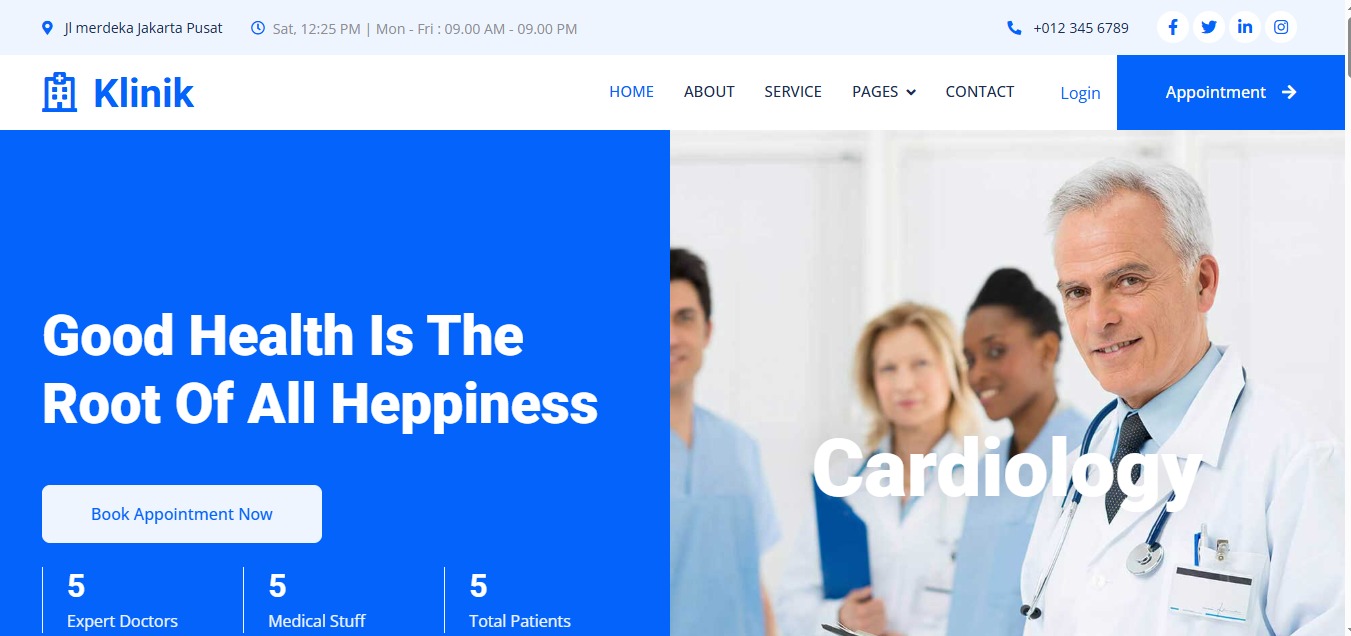 Jl merdeka Jakarta Pusat
Sat, 12:25 PM | Mon - Fri : 09.00 AM - 09.00 PM
+012 345 6789
Klinik
HOME
ABOUT
SERVICE
PAGES
CONTACT
Login
Appointment
Good Health Is The
Root Of All Heppiness
Cardiology
Book Appointment Now
5
Expert Doctors
5
Medical Stuff
5
Total Patients